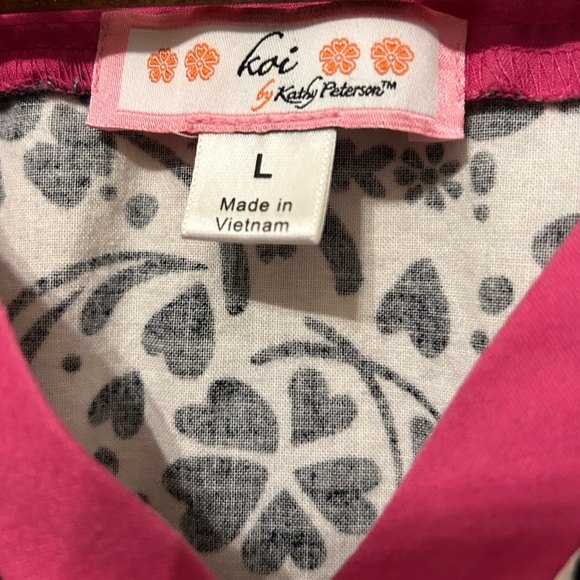 koi
by Kathy Peterson™
L
Made in
Vietnam